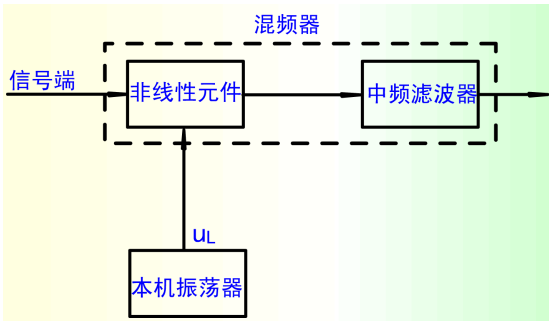 混频器
信号端
非线性元件
中频滤波器
uL
本机振荡器